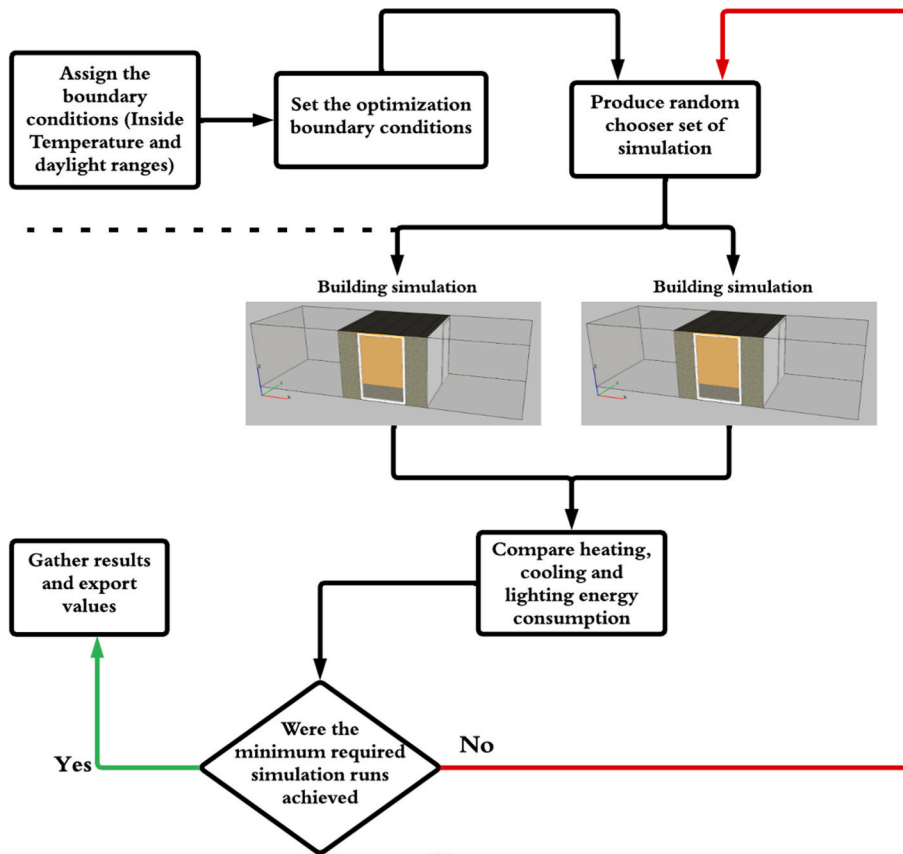 Assign the
boundary
conditions (Inside
Temperature and
daylight ranges)
Set the optimization
boundary conditions
Produce random
chooser set of
simulation
Building simulation
Building simulation
Compare heating,
cooling and
lighting energy
consumption
Gather results
and export
values
Were the
minimum required
simulation runs
achieved
Yes
No